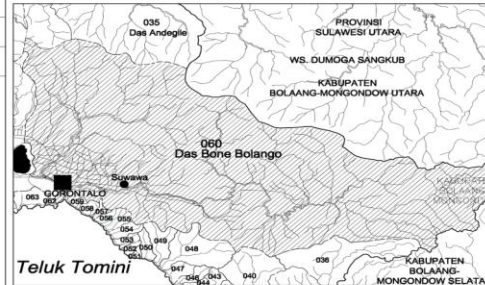 035
Das Andegile
PROVINSI
SULAWESI UTARA
WS. DUMOGA SANGKUB
KABUPATEN
BOLAANG-MONGONDOW UTARA
060
Das Bone Bolango
Suwawa
GORONTALO
063
062
059
058
057
056
055
054
053
052
051
050
049
048
047
046
043
044
040
036
Teluk Tomini
KABUPATEN
BOLAANG-
MONGONDOW SELATA